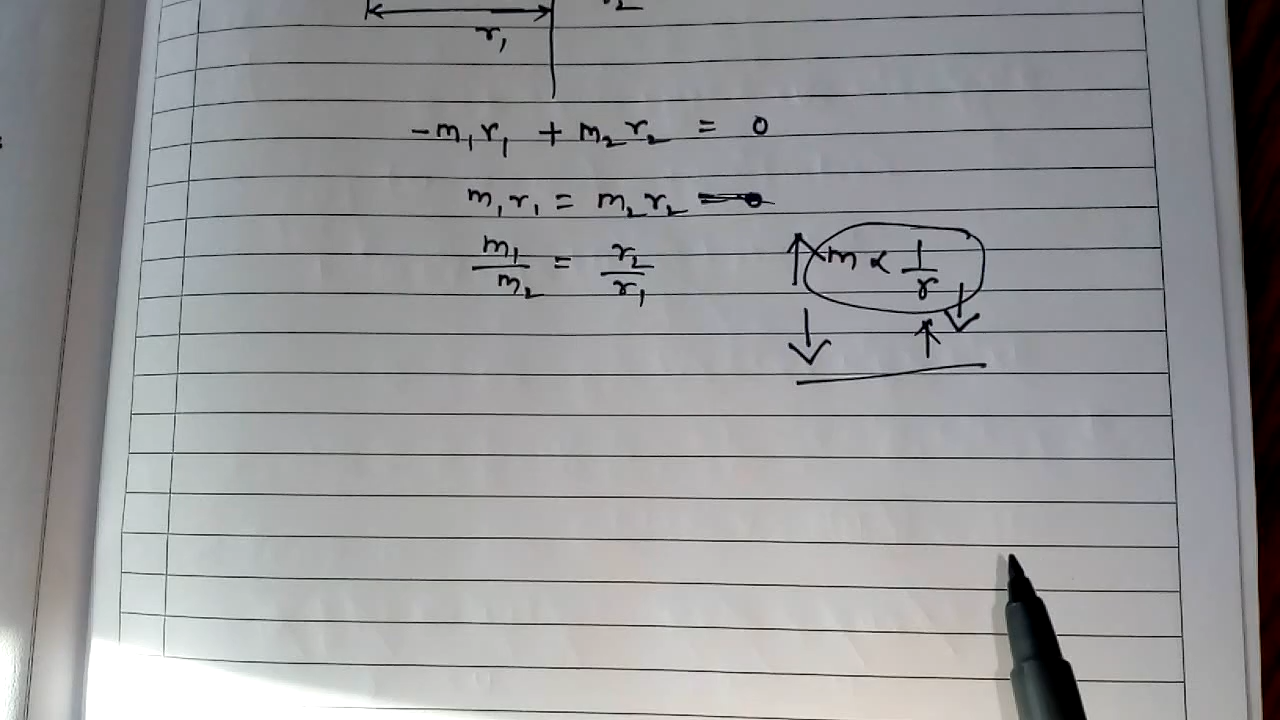 r₁
-m₁r₁ + m₂r₂ = 0
m₁r₁ = m₂r₂
m₁/m₂ = r₂/r₁
↑ m ∝ 1/r ↓
↓ ↑